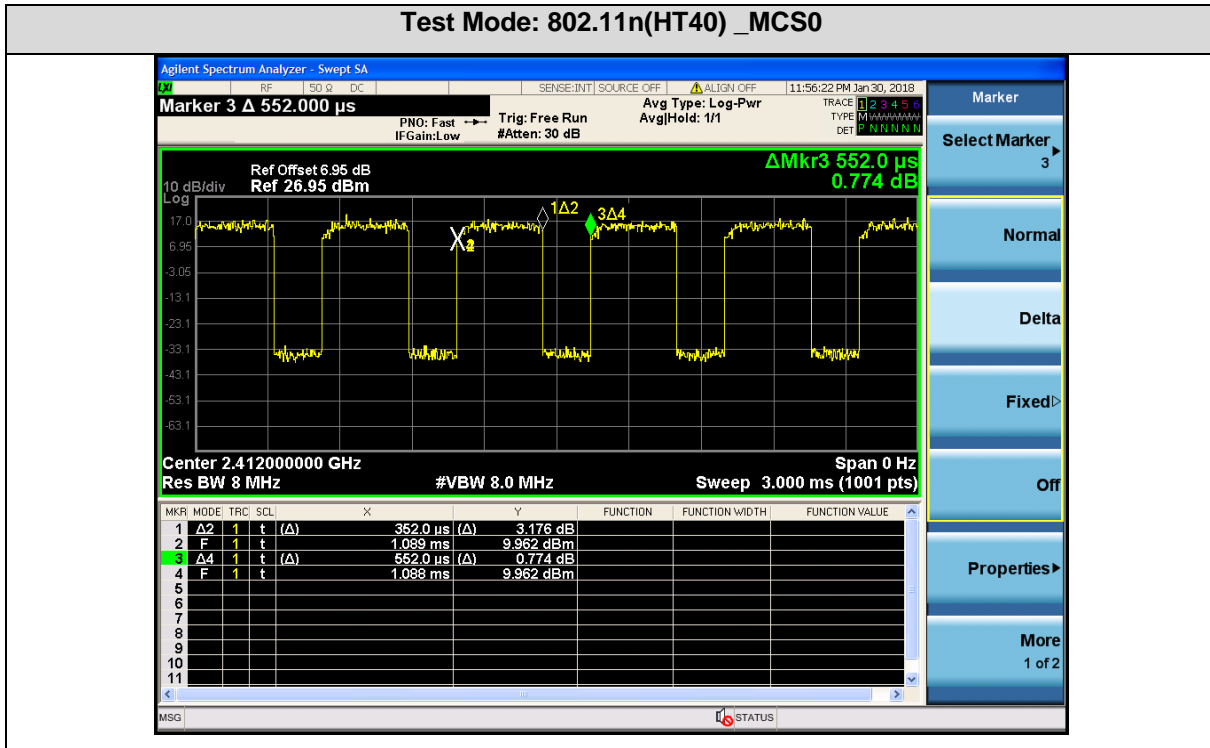 Test Mode: 802.11n(HT40) _MCS0
Agilent Spectrum Analyzer - Swept SA
LXI RF 50 Ω DC SENSE:INT SOURCE OFF ALIGN OFF 11:56:22 PM Jan 30, 2018
Marker 3 Δ 552.000 µs
PNO: Fast
IFGain:Low
Trig: Free Run
#Atten: 30 dB
Avg Type: Log-Pwr
Avg|Hold: 1/1
TRACE 1 2 3 4 5 6
TYPE M
DET P N N N N N
ΔMkr3 552.0 µs
0.774 dB
Ref Offset 6.95 dB
10 dB/div Ref 26.95 dBm
Log
17.0
6.95
-3.05
-13.1
-23.1
-33.1
-43.1
-53.1
-63.1
1Δ2
3Δ4
X
2
Center 2.412000000 GHz Span 0 Hz
Res BW 8 MHz #VBW 8.0 MHz Sweep 3.000 ms (1001 pts)
MKR MODE TRC SCL X Y FUNCTION FUNCTION WIDTH FUNCTION VALUE
1 Δ2 1 t (Δ) 352.0 µs (Δ) 3.176 dB
2 F 1 t 1.089 ms 9.962 dBm
3 Δ4 1 t (Δ) 552.0 µs (Δ) 0.774 dB
4 F 1 t 1.088 ms 9.962 dBm
5
6
7
8
9
10
11
MSG STATUS
Marker
Select Marker
3
Normal
Delta
Fixed
Off
Properties
More
1 of 2